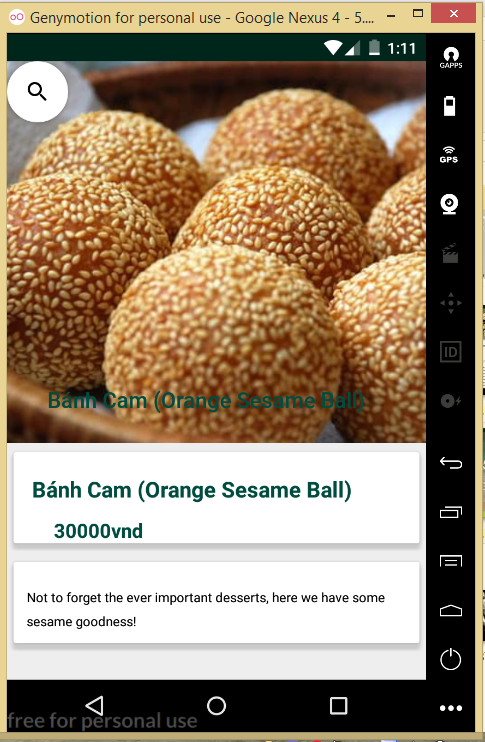 Genymotion for personal use - Google Nexus 4 - 5....
1:11
GAPPS
GPS
ID
Bánh Cam (Orange Sesame Ball)
Bánh Cam (Orange Sesame Ball)
30000vnd
Not to forget the ever important desserts, here we have some
sesame goodness!
free for personal use